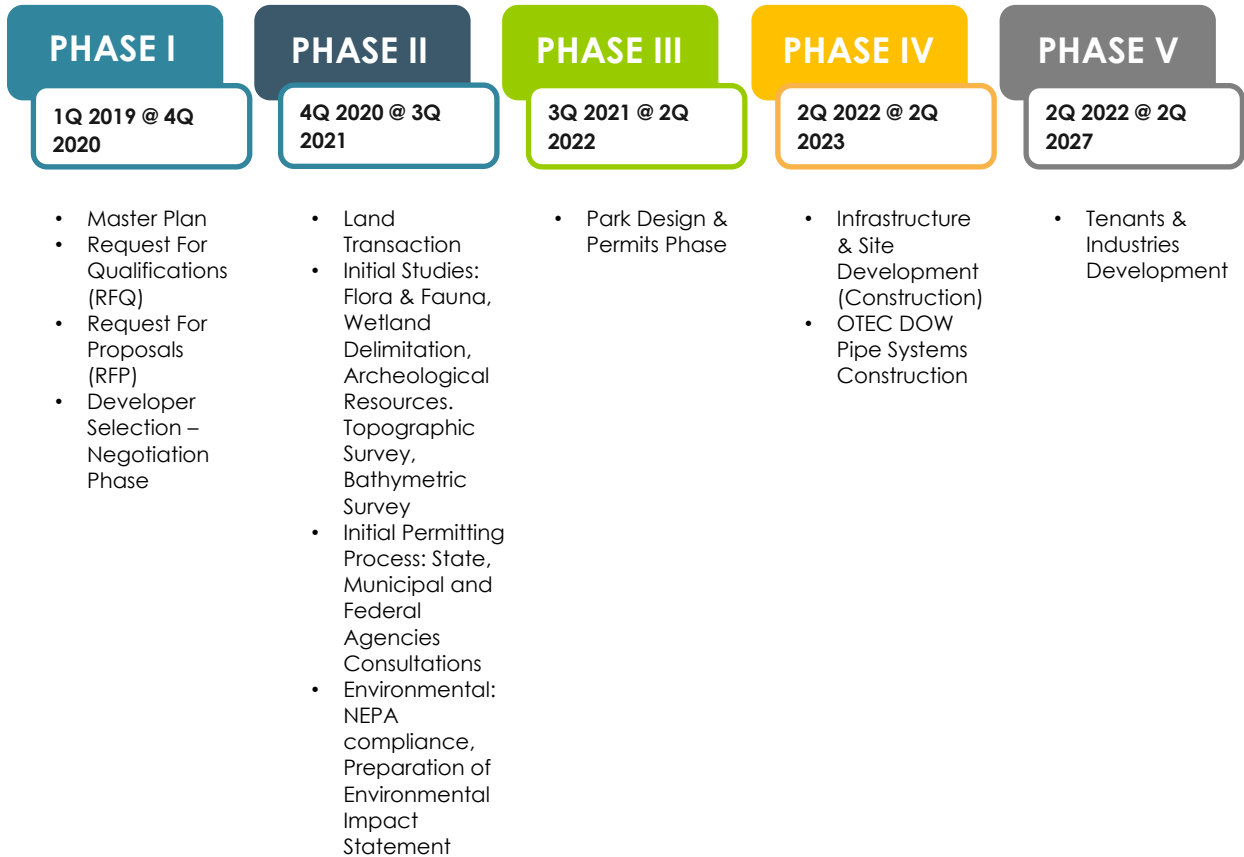 PHASE I
1Q 2019 @ 4Q
2020
• Master Plan
• Request For
Qualifications
(RFQ)
• Request For
Proposals
(RFP)
• Developer
Selection –
Negotiation
Phase
PHASE II
4Q 2020 @ 3Q
2021
• Land
Transaction
• Initial Studies:
Flora & Fauna,
Wetland
Delimitation,
Archeological
Resources.
Topographic
Survey,
Bathymetric
Survey
• Initial Permitting
Process: State,
Municipal and
Federal
Agencies
Consultations
• Environmental:
NEPA
compliance,
Preparation of
Environmental
Impact
Statement
PHASE III
3Q 2021 @ 2Q
2022
• Park Design &
Permits Phase
PHASE IV
2Q 2022 @ 2Q
2023
• Infrastructure
& Site
Development
(Construction)
• OTEC DOW
Pipe Systems
Construction
PHASE V
2Q 2022 @ 2Q
2027
• Tenants &
Industries
Development